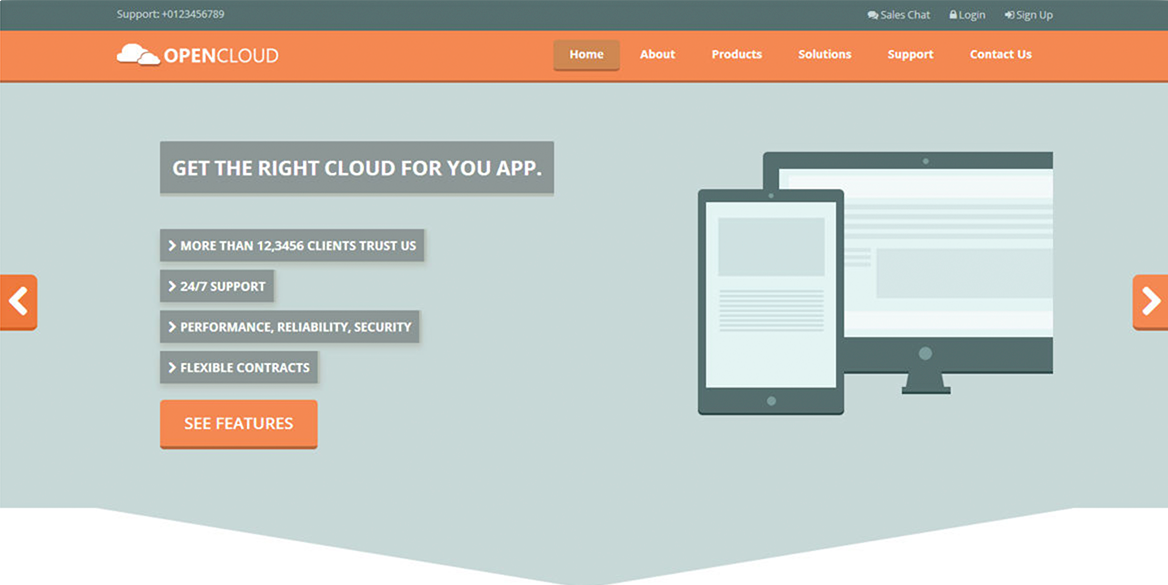 Support: +0123456789
Sales Chat Login Sign Up
OPENCLOUD
Home About Products Solutions Support Contact Us
GET THE RIGHT CLOUD FOR YOU APP.
MORE THAN 12,3456 CLIENTS TRUST US
24/7 SUPPORT
PERFORMANCE, RELIABILITY, SECURITY
FLEXIBLE CONTRACTS
SEE FEATURES